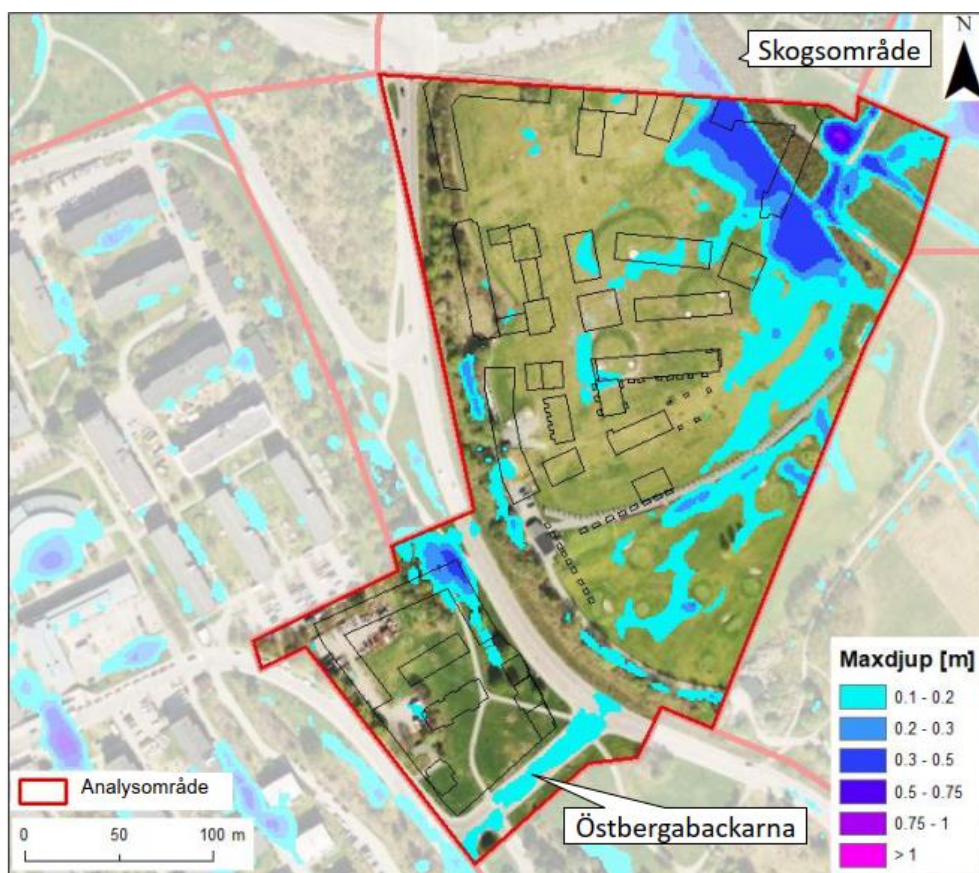 N
Skogsområde
Östbergabackarna
Maxdjup [m]
0.1 - 0.2
0.2 - 0.3
0.3 - 0.5
0.5 - 0.75
0.75 - 1
> 1
Analysområde
0 50 100 m